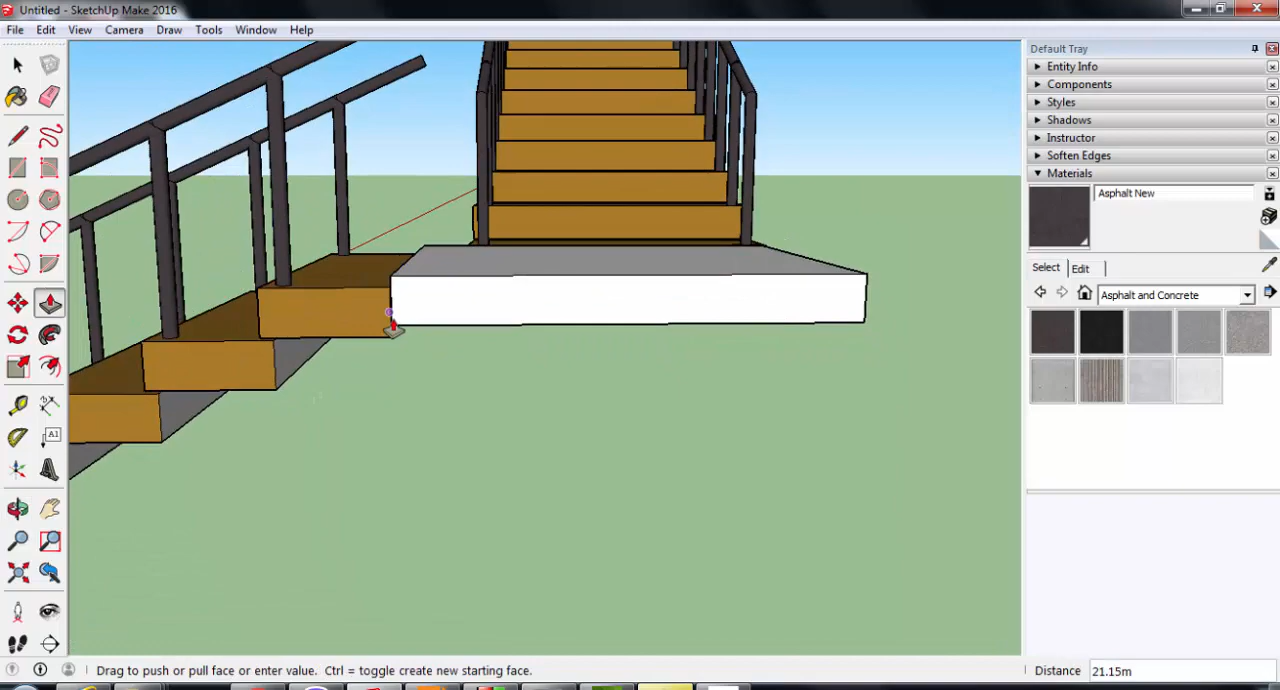 Untitled - SketchUp Make 2016
File Edit View Camera Draw Tools Window Help
Default Tray
Entity Info
Components
Styles
Shadows
Instructor
Soften Edges
Materials
Asphalt New
Select Edit
Asphalt and Concrete
A1
Drag to push or pull face or enter value. Ctrl = toggle create new starting face. Distance 21.15m